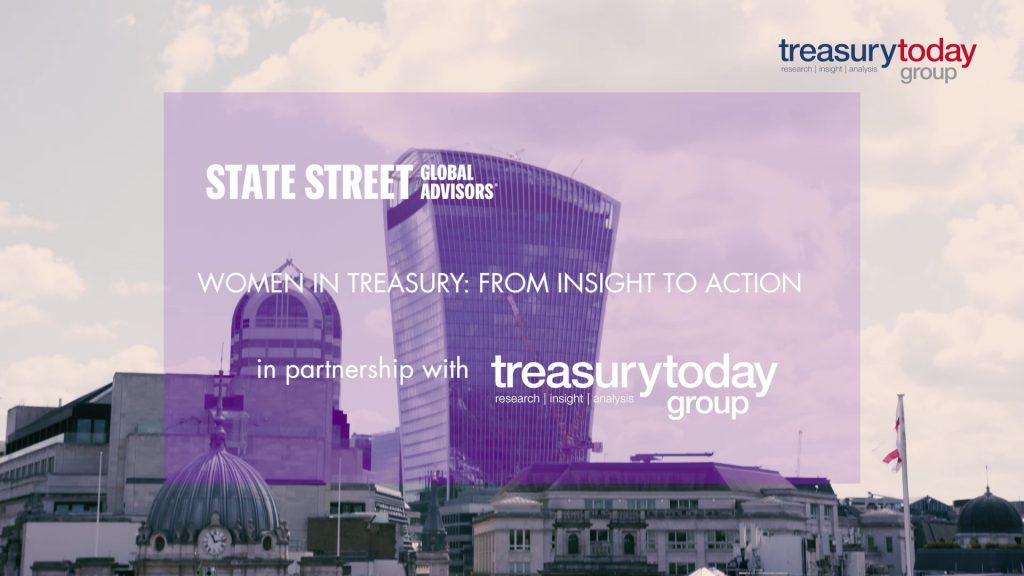 treasurytoday
research | insight | analysis
group
STATE STREET GLOBAL ADVISORS
WOMEN IN TREASURY: FROM INSIGHT TO ACTION
in partnership with treasurytoday
research | insight | analysis
group